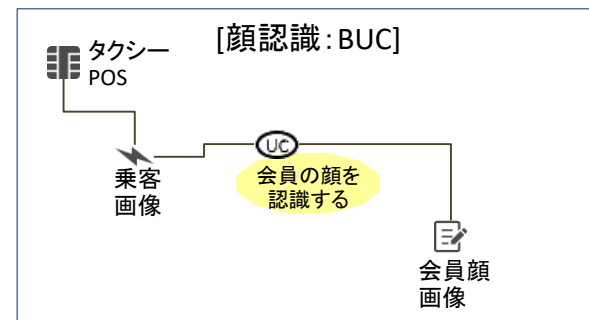 [顔認識:BUC]
タクシー
POS
UC
乗客
画像
会員の顔を
認識する
会員顔
画像